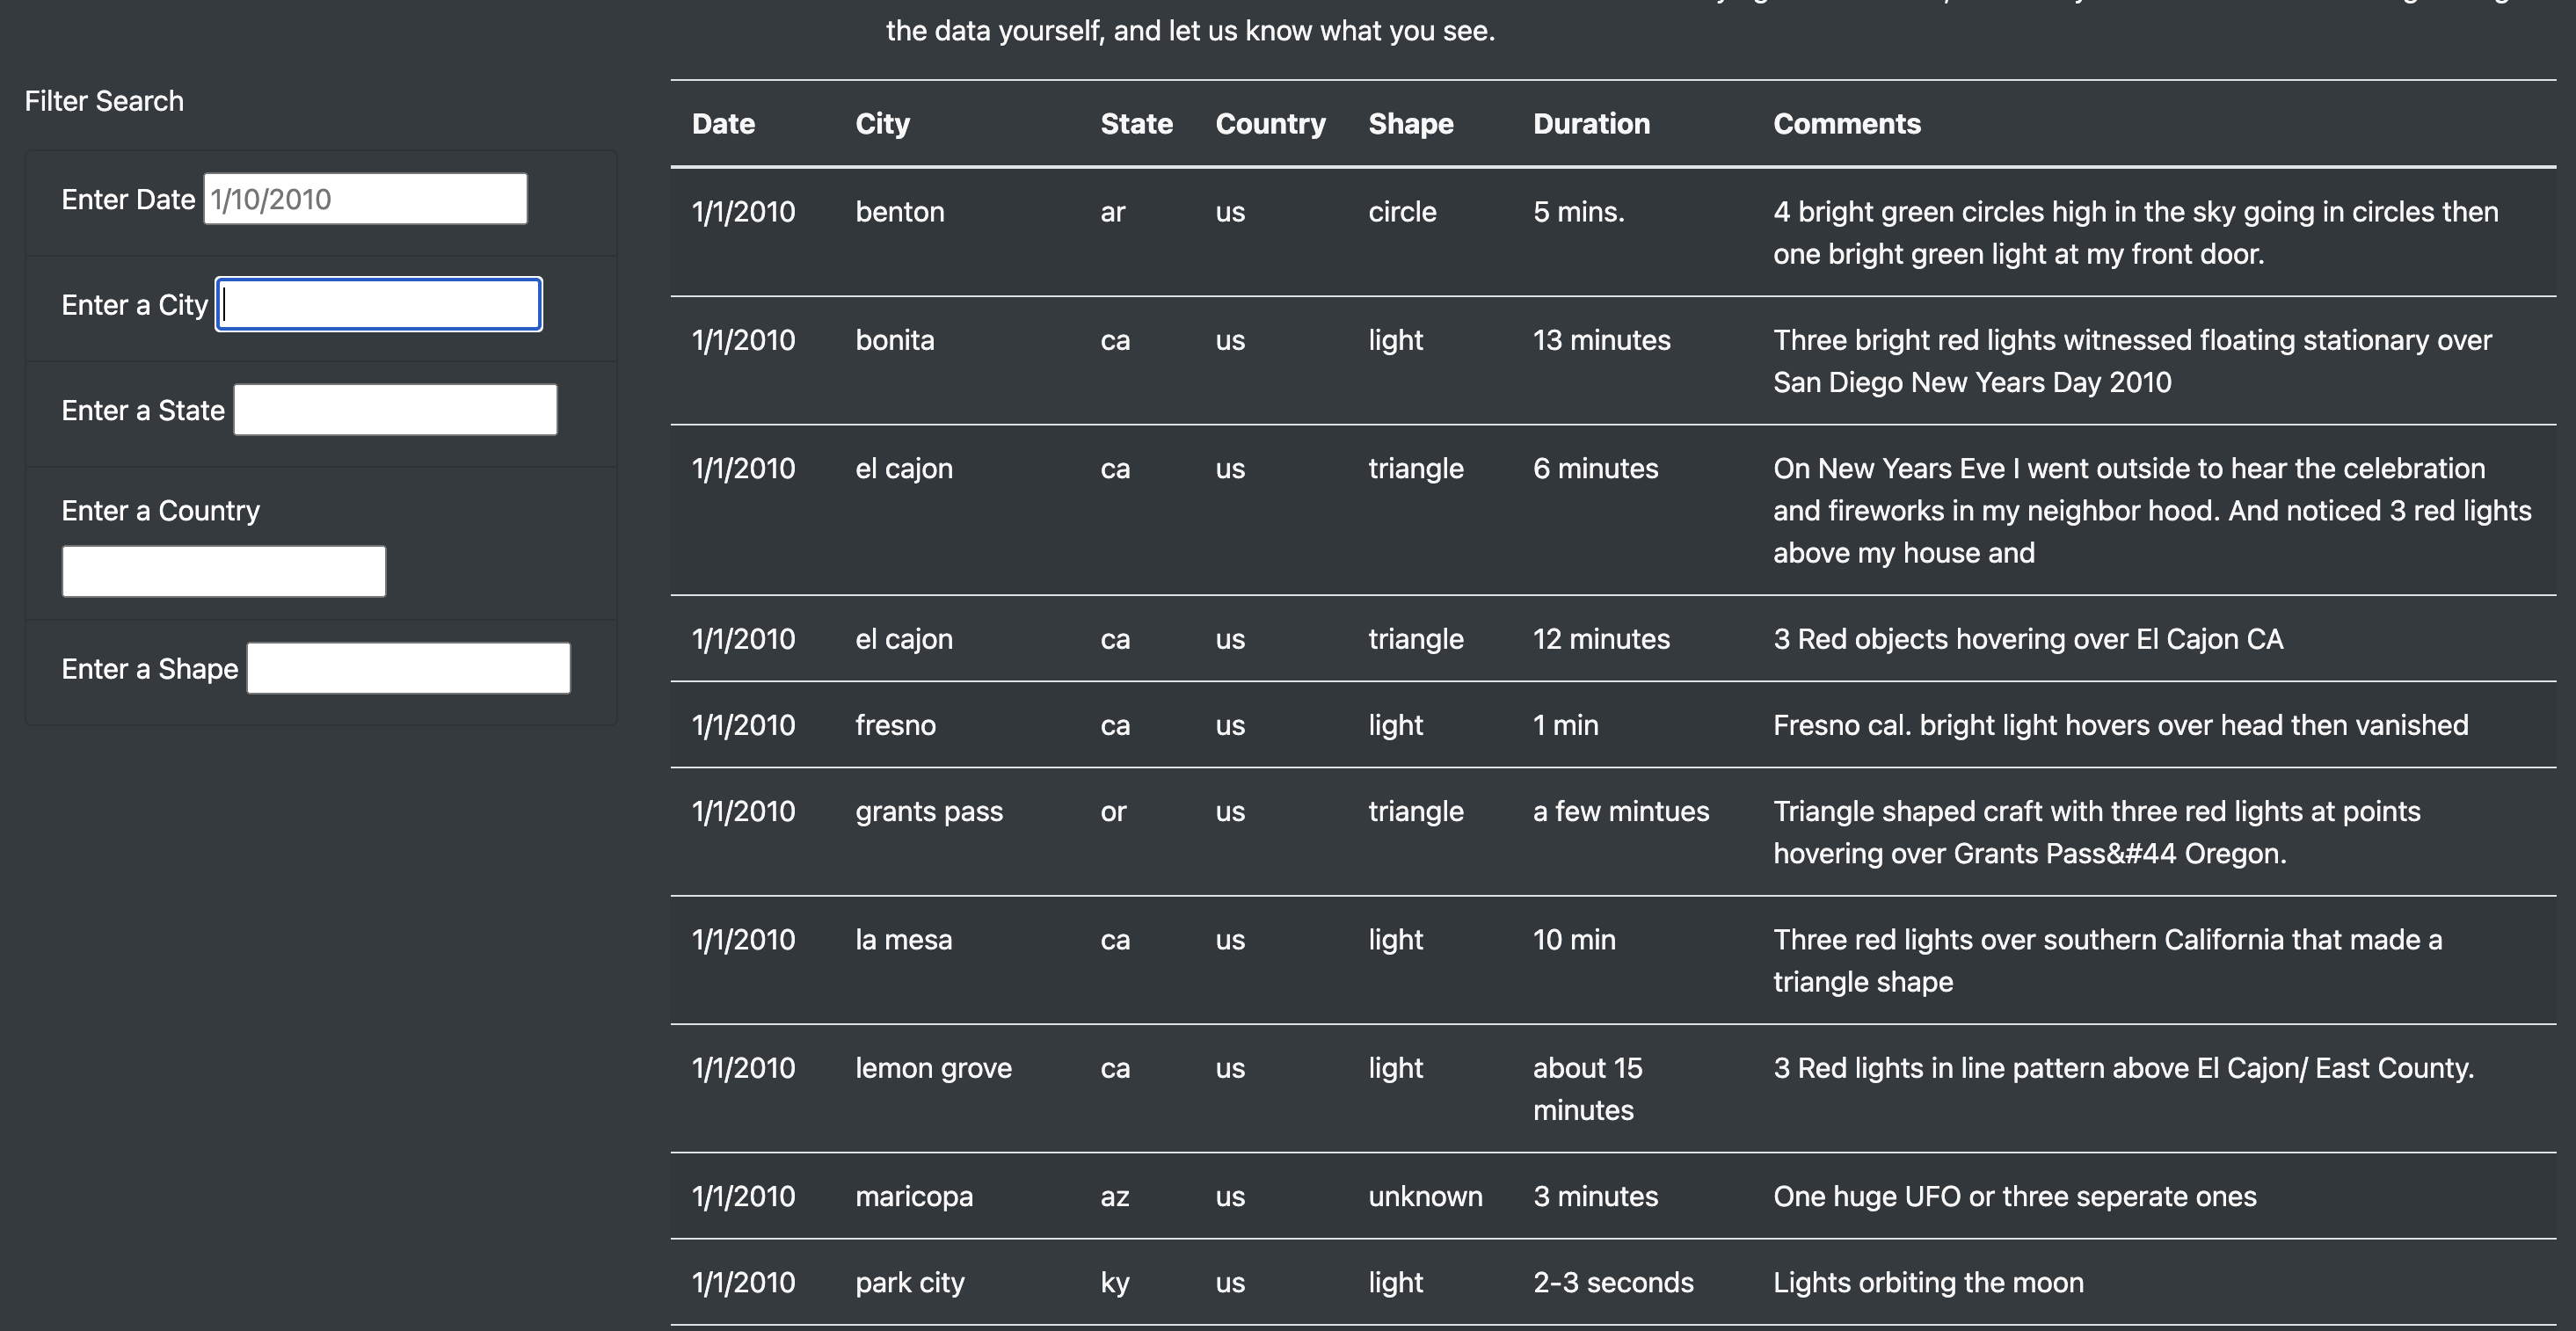 the data yourself, and let us know what you see.
Filter Search
Enter Date 1/10/2010
Enter a City
Enter a State
Enter a Country
Enter a Shape
Date City State Country Shape Duration Comments
1/1/2010 benton ar us circle 5 mins. 4 bright green circles high in the sky going in circles then
one bright green light at my front door.
1/1/2010 bonita ca us light 13 minutes Three bright red lights witnessed floating stationary over
San Diego New Years Day 2010
1/1/2010 el cajon ca us triangle 6 minutes On New Years Eve I went outside to hear the celebration
and fireworks in my neighbor hood. And noticed 3 red lights
above my house and
1/1/2010 el cajon ca us triangle 12 minutes 3 Red objects hovering over El Cajon CA
1/1/2010 fresno ca us light 1 min Fresno cal. bright light hovers over head then vanished
1/1/2010 grants pass or us triangle a few mintues Triangle shaped craft with three red lights at points
hovering over Grants Pass&#44 Oregon.
1/1/2010 la mesa ca us light 10 min Three red lights over southern California that made a
triangle shape
1/1/2010 lemon grove ca us light about 15 3 Red lights in line pattern above El Cajon/ East County.
minutes
1/1/2010 maricopa az us unknown 3 minutes One huge UFO or three seperate ones
1/1/2010 park city ky us light 2-3 seconds Lights orbiting the moon